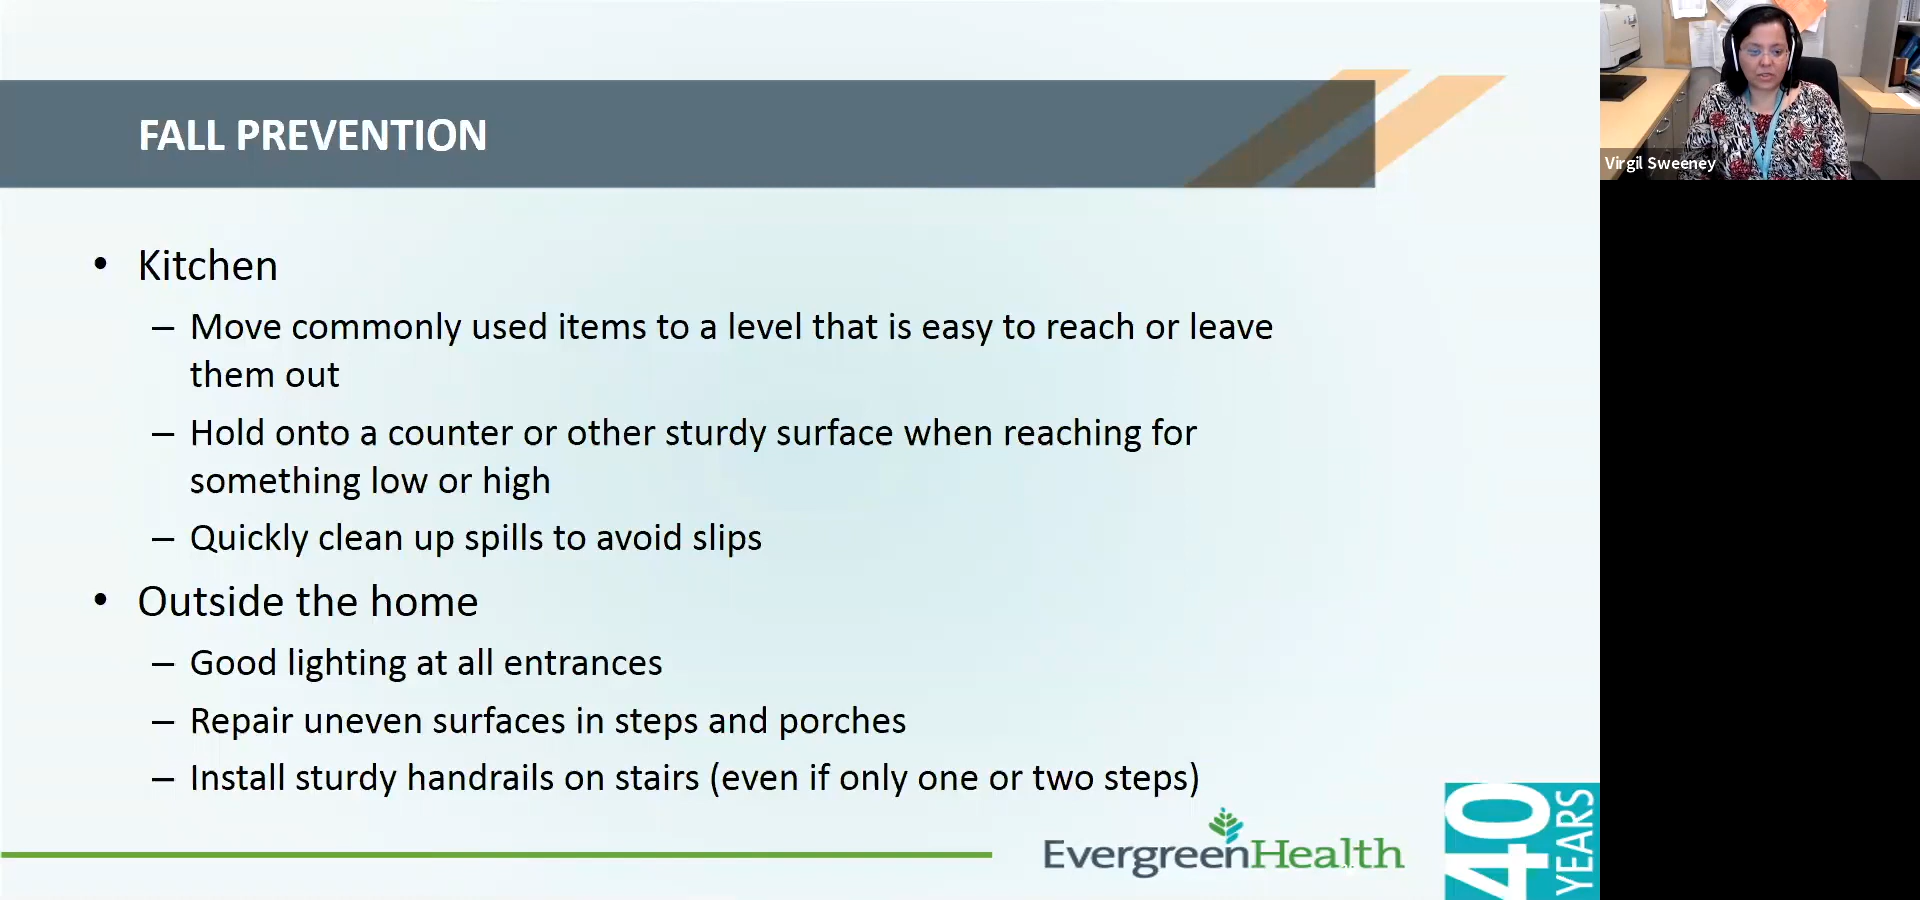 FALL PREVENTION
• Kitchen
– Move commonly used items to a level that is easy to reach or leave
them out
– Hold onto a counter or other sturdy surface when reaching for
something low or high
– Quickly clean up spills to avoid slips
• Outside the home
– Good lighting at all entrances
– Repair uneven surfaces in steps and porches
– Install sturdy handrails on stairs (even if only one or two steps)
EvergreenHealth
40
YEARS
Virgil Sweeney